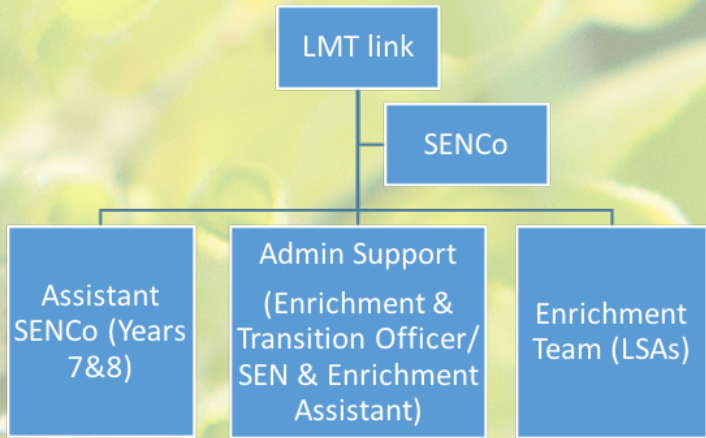 LMT link
SENCo
Assistant
SENCo (Years
7&8)
Admin Support
(Enrichment &
Transition Officer/
SEN & Enrichment
Assistant)
Enrichment
Team (LSAs)